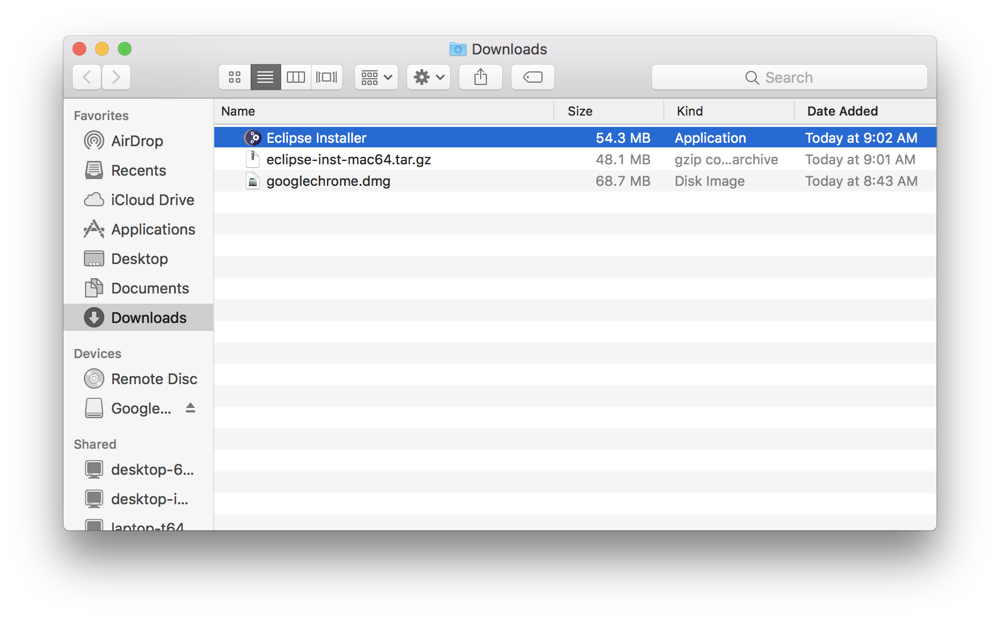 Downloads
Search
Favorites
AirDrop
Recents
iCloud Drive
Applications
Desktop
Documents
Downloads
Devices
Remote Disc
Google...
Shared
desktop-6...
desktop-i...
laptop-t64
Name Size Kind Date Added
Eclipse Installer 54.3 MB Application Today at 9:02 AM
eclipse-inst-mac64.tar.gz 48.1 MB gzip co...archive Today at 9:01 AM
googlechrome.dmg 68.7 MB Disk Image Today at 8:43 AM